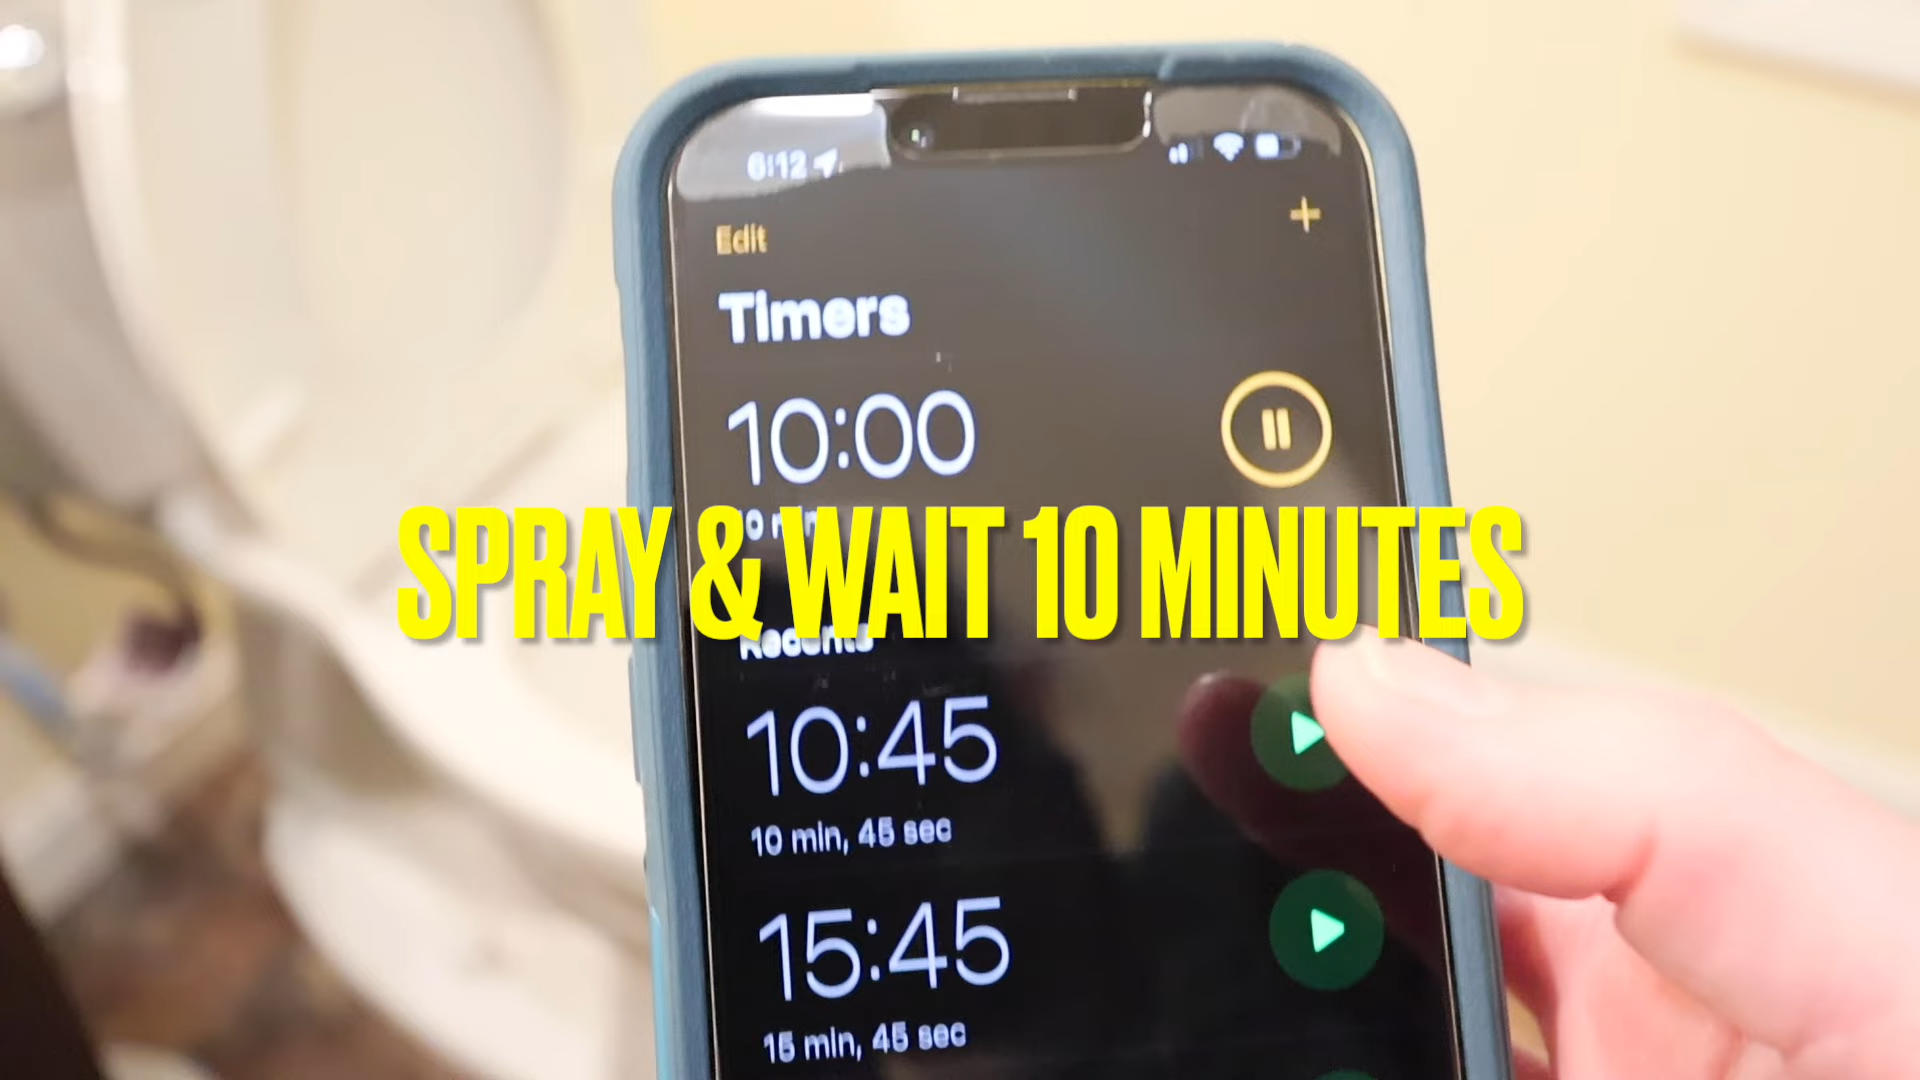 6:12
Edit
+
Timers
10:00
SPRAY & WAIT 10 MINUTES
Recents
10:45
10 min, 45 sec
15:45
15 min, 45 sec